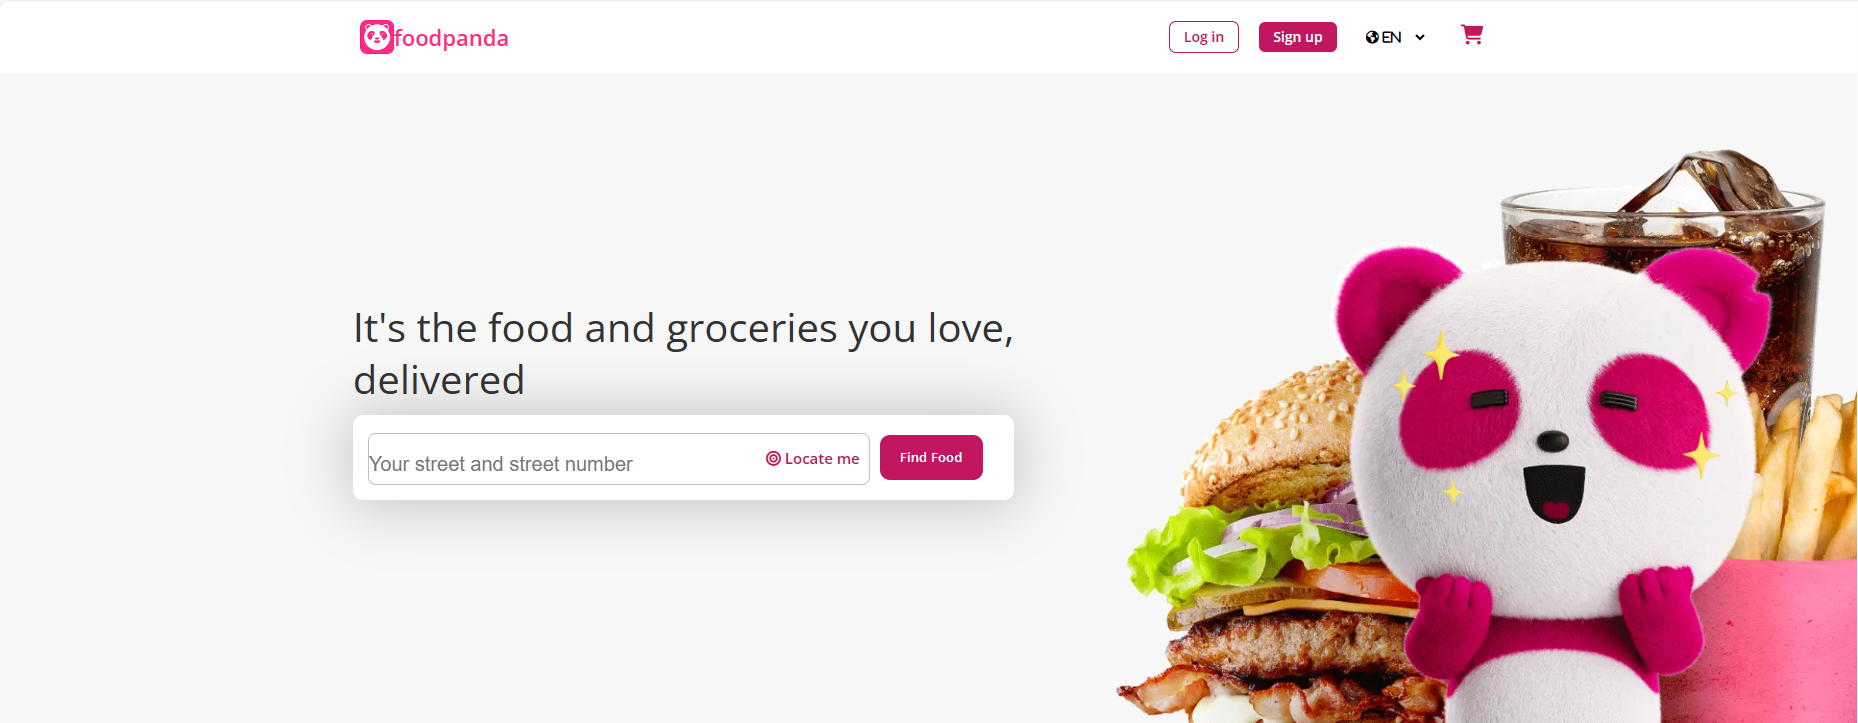 foodpanda
Log in
Sign up
EN
It's the food and groceries you love,
delivered
Your street and street number
Locate me
Find Food